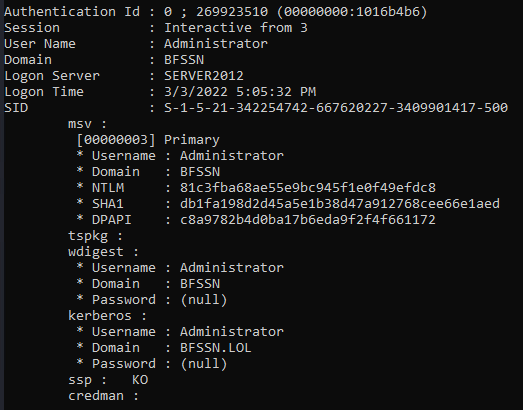 Authentication Id : 0 ; 269923510 (00000000:1016b4b6)
Session           : Interactive from 3
User Name         : Administrator
Domain            : BFSSN
Logon Server      : SERVER2012
Logon Time        : 3/3/2022 5:05:32 PM
SID               : S-1-5-21-342254742-667620227-3409901417-500
        msv :
         [00000003] Primary
         * Username : Administrator
         * Domain   : BFSSN
         * NTLM     : 81c3fba68ae55e9bc945f1e0f49efdc8
         * SHA1     : db1fa198d2d45a5e1b38d47a912768cee66e1aed
         * DPAPI    : c8a9782b4d0ba17b6eda9f2f4f661172
        tspkg :
        wdigest :
         * Username : Administrator
         * Domain   : BFSSN
         * Password : (null)
        kerberos :
         * Username : Administrator
         * Domain   : BFSSN.LOL
         * Password : (null)
        ssp :   KO
        credman :